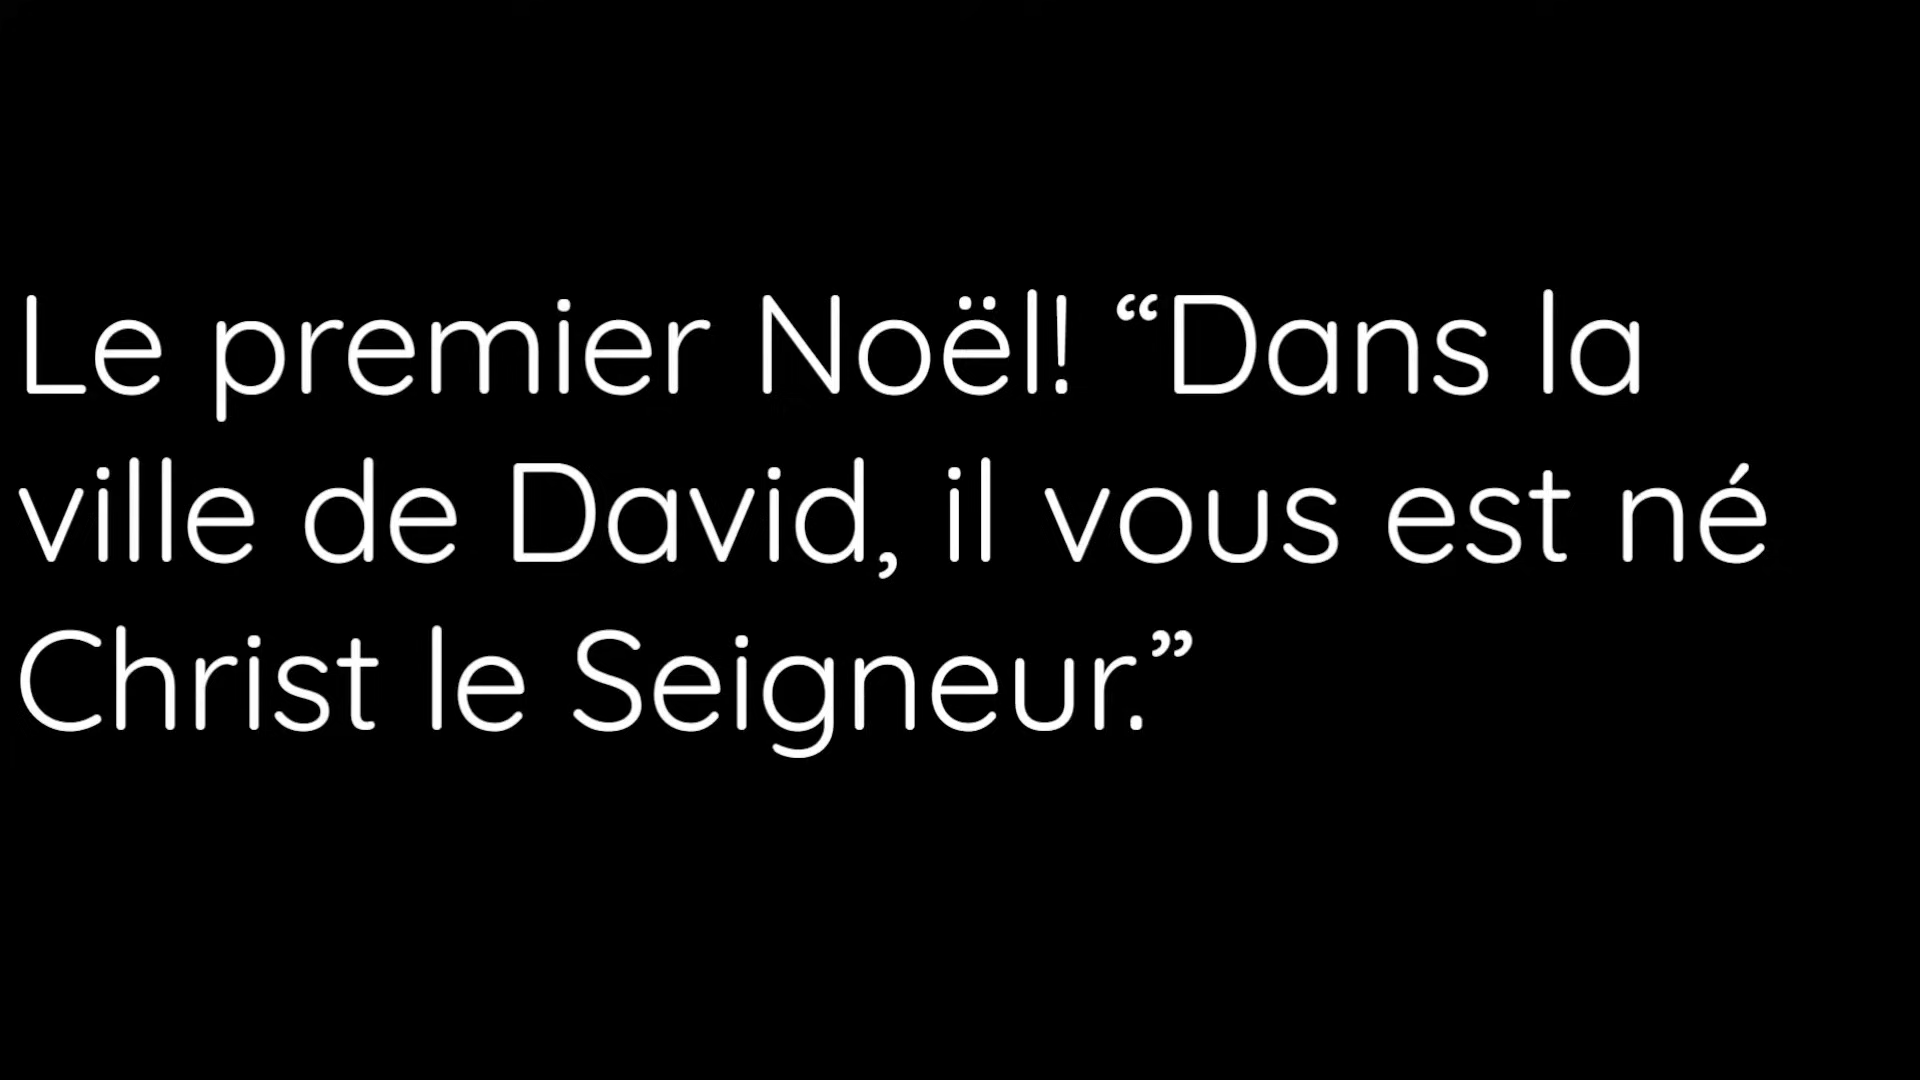 Le premier Noël! “Dans la
ville de David, il vous est né
Christ le Seigneur.”